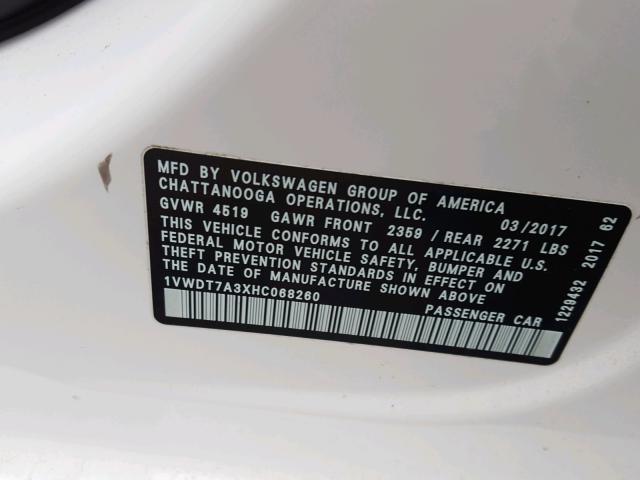 MFD BY VOLKSWAGEN GROUP OF AMERICA
CHATTANOOGA OPERATIONS, LLC.
GVWR 4519 GAWR FRONT 2359 / REAR 2271 LBS 03/2017
THIS VEHICLE CONFORMS TO ALL APPLICABLE U.S.
FEDERAL MOTOR VEHICLE SAFETY, BUMPER AND
THEFT PREVENTION STANDARDS IN EFFECT ON
THE DATE OF MANUFACTURE SHOWN ABOVE
1VWDT7A3XHC068260 PASSENGER CAR
1229432 2017 62